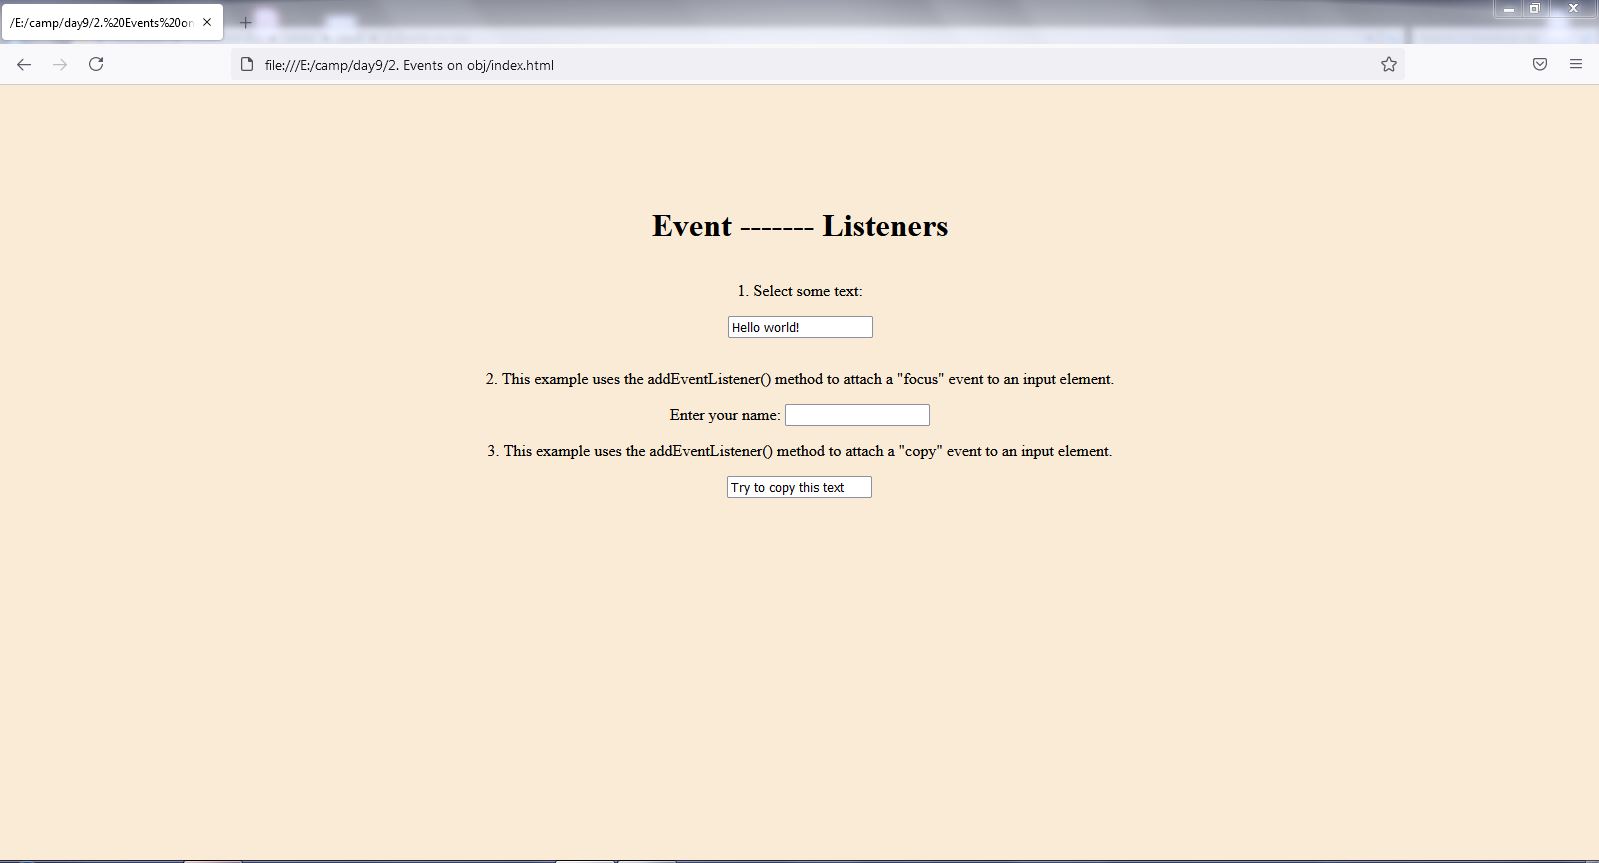 /E:/camp/day9/2.%20Events%20on
file:///E:/camp/day9/2. Events on obj/index.html
Event ------- Listeners
1. Select some text:
Hello world!
2. This example uses the addEventListener() method to attach a "focus" event to an input element.
Enter your name:
3. This example uses the addEventListener() method to attach a "copy" event to an input element.
Try to copy this text